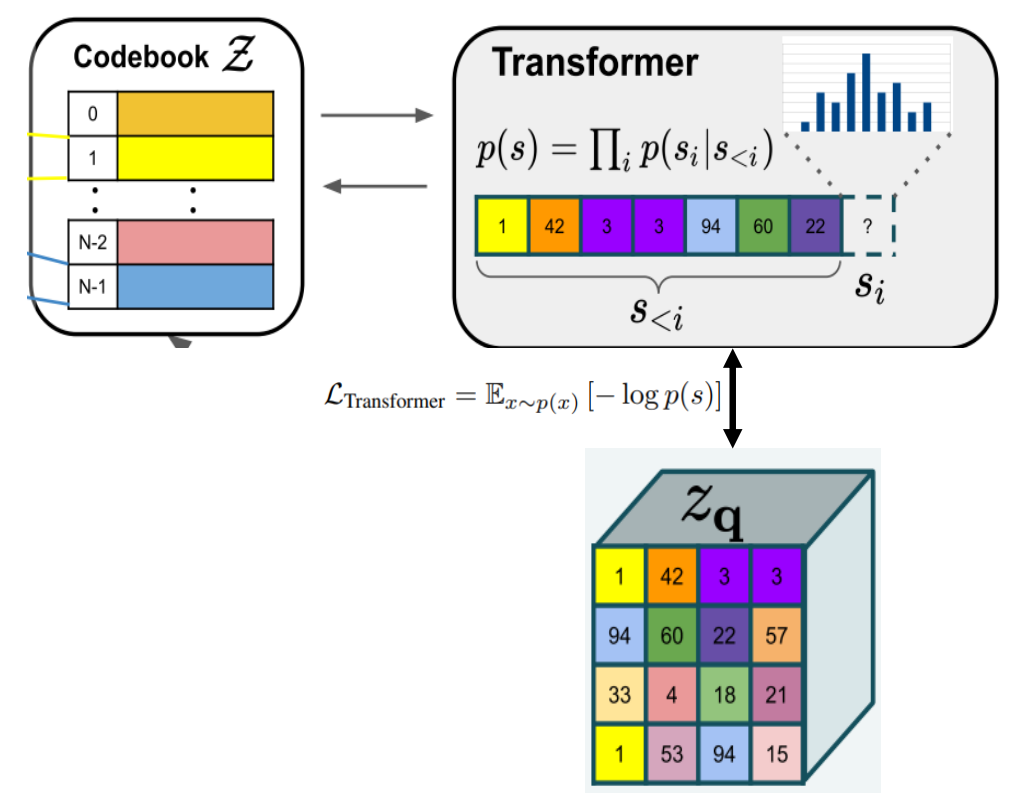 Codebook 𝒵
0
1
N-2
N-1
Transformer
p(s) = ∏ᵢ p(sᵢ|s<ᵢ)
1 42 3 3 94 60 22 ?
s<ᵢ
sᵢ
ℒTransformer = 𝔼x∼p(x) [− log p(s)]
zq
1 42 3 3
94 60 22 57
33 4 18 21
1 53 94 15